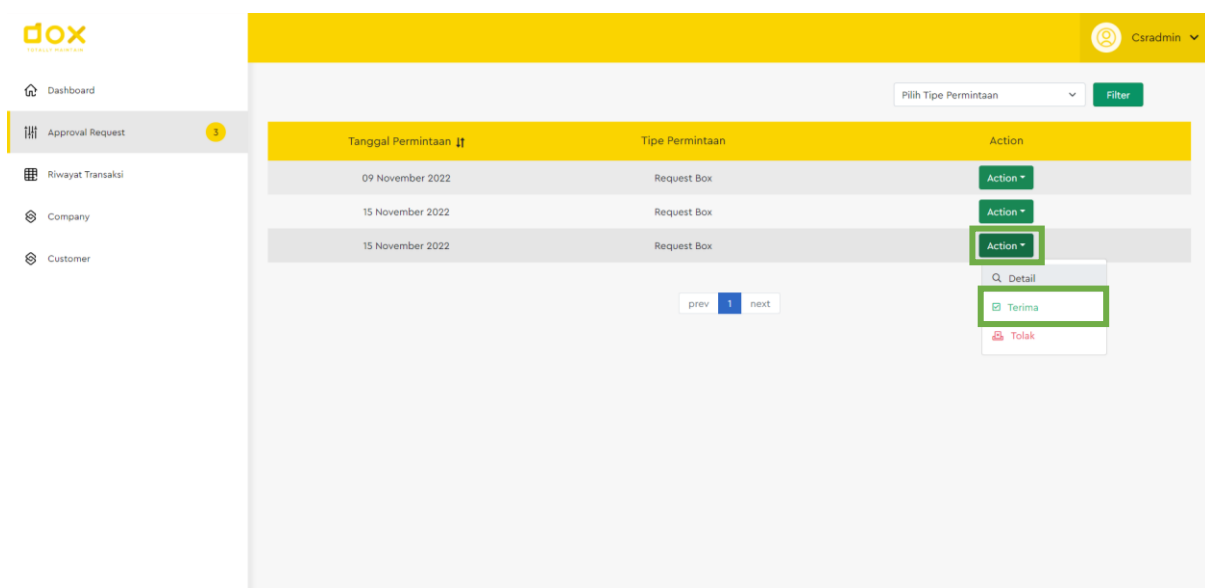 dox
TOTALLY MAINTAIN
Csradmin
Dashboard
Approval Request 3
Riwayat Transaksi
Company
Customer
Pilih Tipe Permintaan
Filter
Tanggal Permintaan Tipe Permintaan Action
09 November 2022 Request Box Action
15 November 2022 Request Box Action
15 November 2022 Request Box Action
Detail
Terima
Tolak
prev 1 next